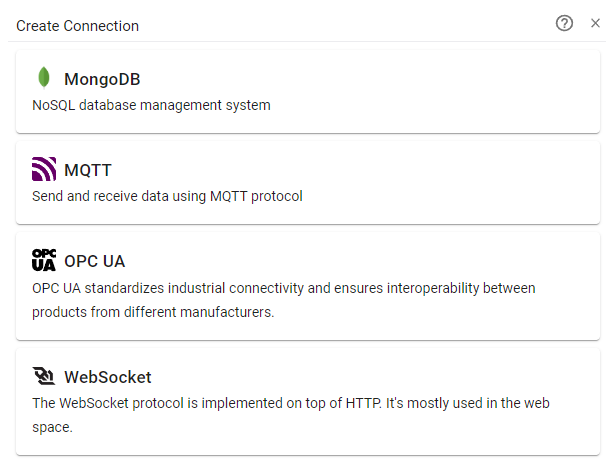 Create Connection
MongoDB
NoSQL database management system
MQTT
Send and receive data using MQTT protocol
OPC UA
OPC UA
OPC UA standardizes industrial connectivity and ensures interoperability between
products from different manufacturers.
WebSocket
The WebSocket protocol is implemented on top of HTTP. It's mostly used in the web
space.